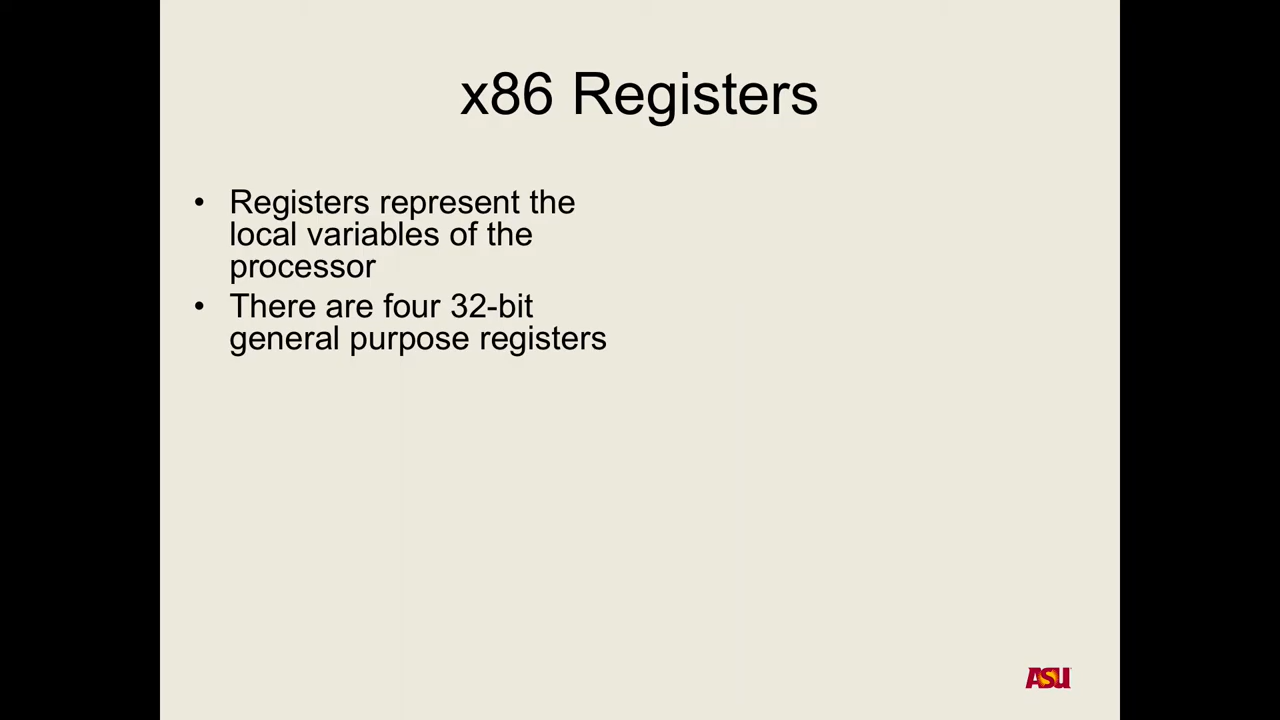 x86 Registers
• Registers represent the
local variables of the
processor
• There are four 32-bit
general purpose registers
ASU